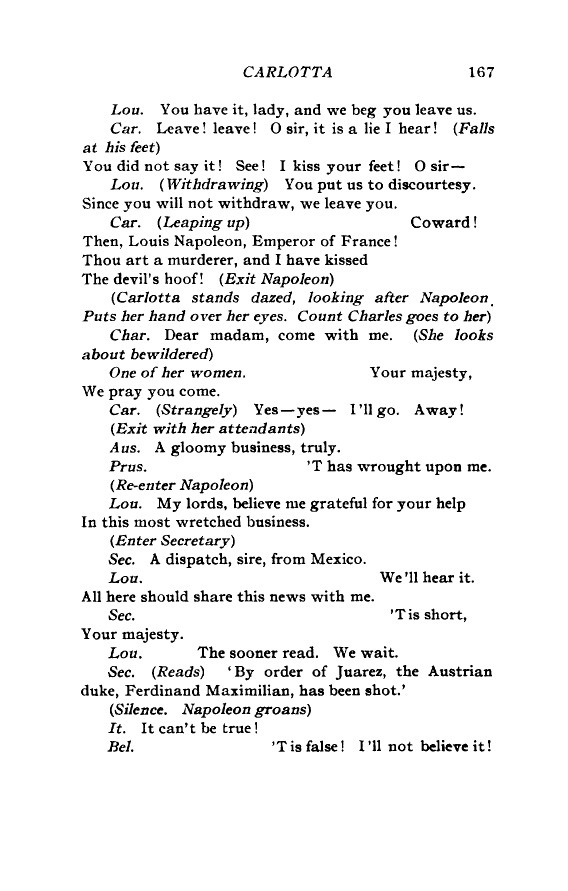 CARLOTTA 167
Lou. You have it, lady, and we beg you leave us.
Car. Leave! leave! O sir, it is a lie I hear! (Falls
at his feet)
You did not say it! See! I kiss your feet! O sir—
Lou. (Withdrawing) You put us to discourtesy.
Since you will not withdraw, we leave you.
Car. (Leaping up) Coward!
Then, Louis Napoleon, Emperor of France!
Thou art a murderer, and I have kissed
The devil's hoof! (Exit Napoleon)
(Carlotta stands dazed, looking after Napoleon.
Puts her hand over her eyes. Count Charles goes to her)
Char. Dear madam, come with me. (She looks
about bewildered)
One of her women. Your majesty,
We pray you come.
Car. (Strangely) Yes—yes— I'll go. Away!
(Exit with her attendants)
Aus. A gloomy business, truly.
Prus. 'T has wrought upon me.
(Re-enter Napoleon)
Lou. My lords, believe me grateful for your help
In this most wretched business.
(Enter Secretary)
Sec. A dispatch, sire, from Mexico.
Lou. We'll hear it.
All here should share this news with me.
Sec. 'T is short,
Your majesty.
Lou. The sooner read. We wait.
Sec. (Reads) 'By order of Juarez, the Austrian
duke, Ferdinand Maximilian, has been shot.'
(Silence. Napoleon groans)
It. It can't be true!
Bel. 'T is false! I'll not believe it!